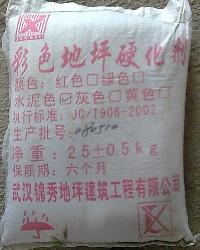 彩色地坪硬化剂
颜色：红色□绿色□
水泥色☑灰色□黄色□
执行标准：JC/T906-2002
生产批号：080510
净重：25±0.5kg
保质期：六个月
武汉锦秀地坪建筑工程有限公司